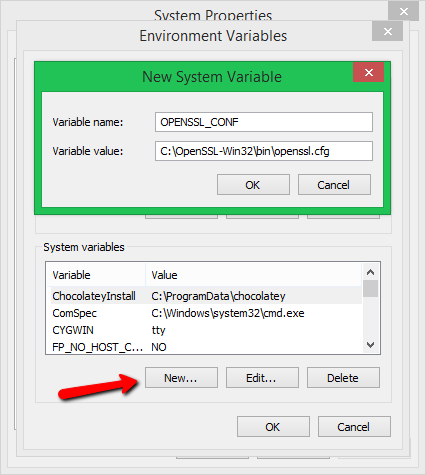 System Properties
Environment Variables
New System Variable
Variable name: OPENSSL_CONF
Variable value: C:\OpenSSL-Win32\bin\openssl.cfg
OK Cancel
System variables
Variable Value
ChocolateyInstall C:\ProgramData\chocolatey
ComSpec C:\Windows\system32\cmd.exe
CYGWIN tty
FP_NO_HOST_C... NO
New... Edit... Delete
OK Cancel